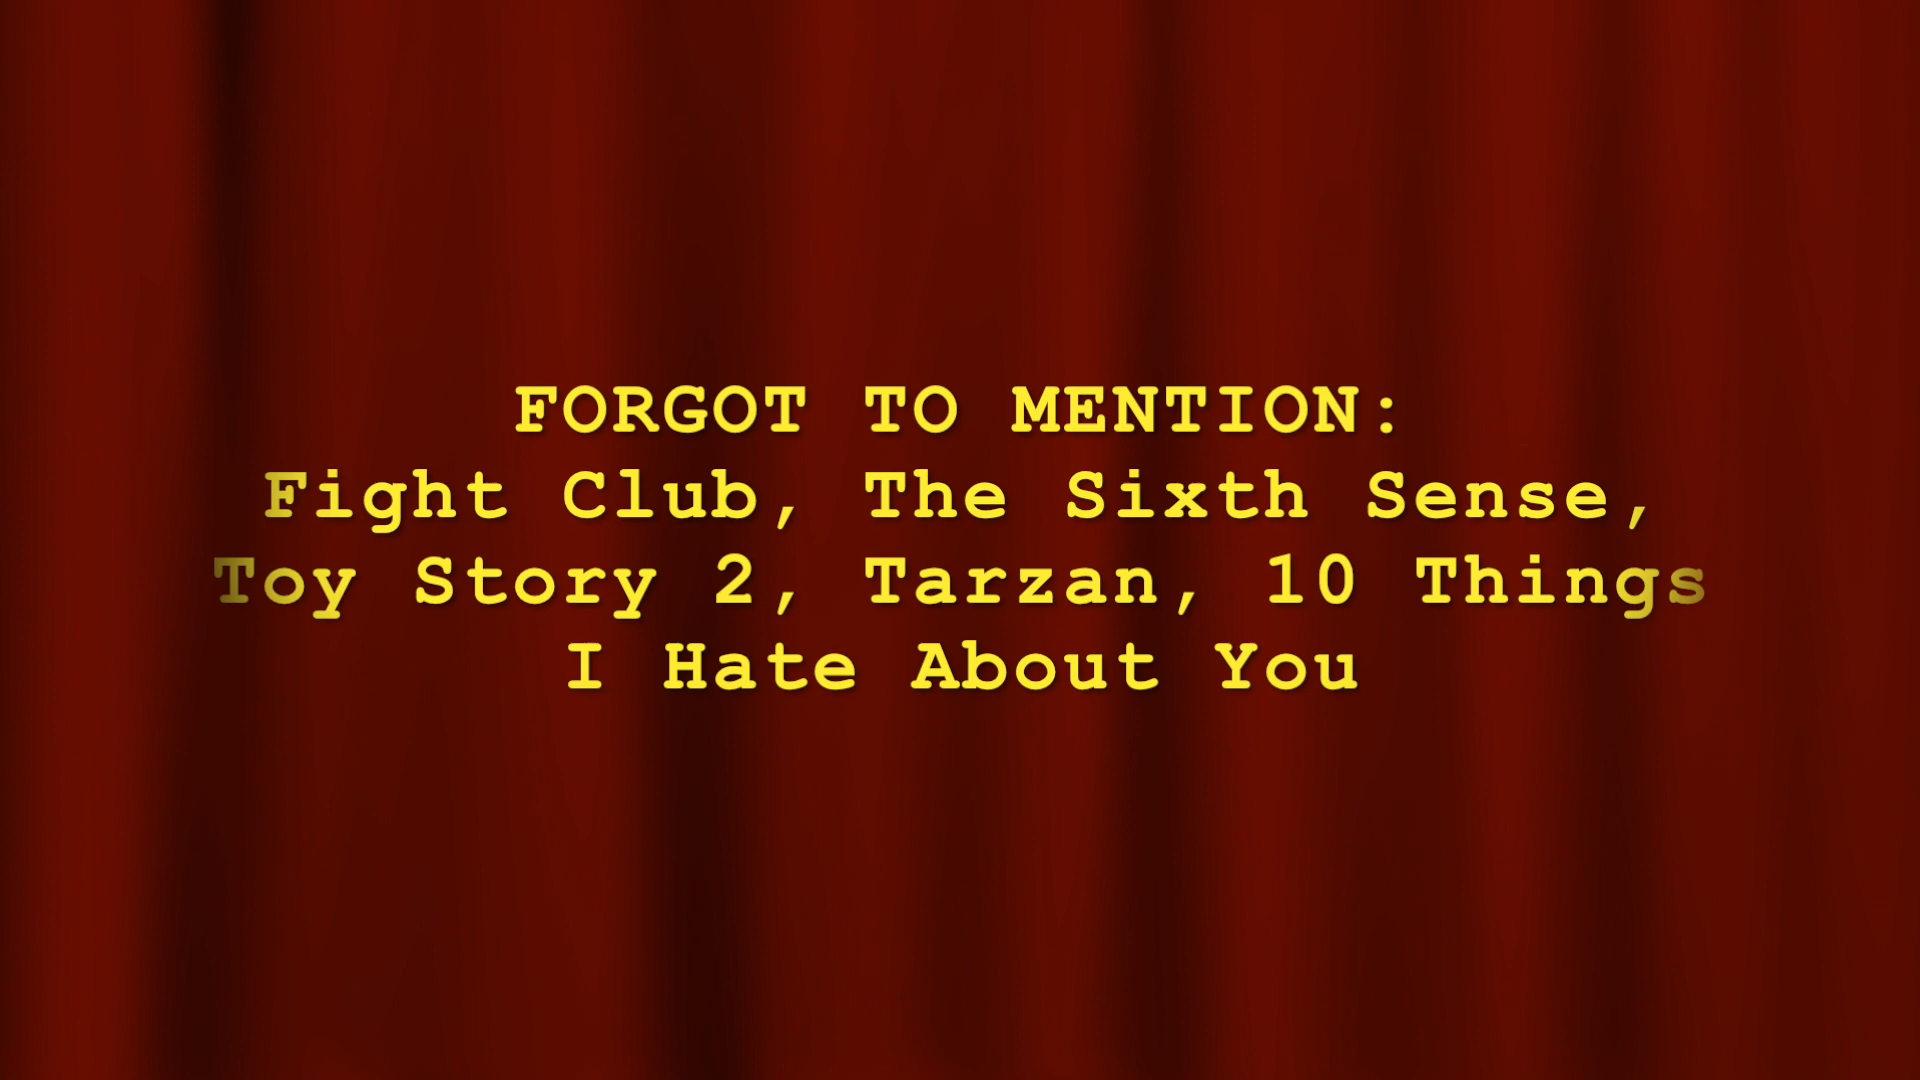 FORGOT TO MENTION:
Fight Club, The Sixth Sense,
Toy Story 2, Tarzan, 10 Things
I Hate About You